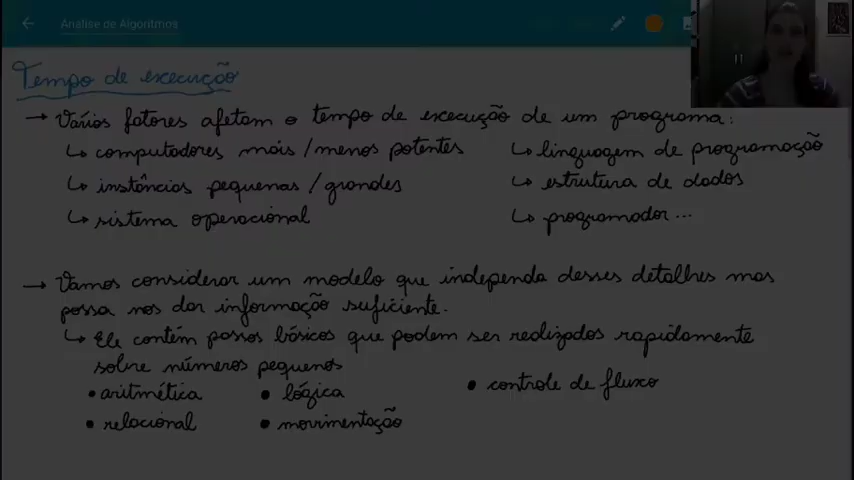 Análise de Algoritmos
Tempo de execução
→ Vários fatores afetam o tempo de execução de um programa:
↳ computadores mais/menos potentes
↳ linguagem de programação
↳ instâncias pequenas/grandes
↳ estrutura de dados
↳ sistema operacional
↳ programador...
→ Vamos considerar um modelo que independa desses detalhes mas
possa nos dar informação suficiente.
↳ Ele contém passos básicos que podem ser realizados rapidamente
sobre números pequenos
• aritmética
• lógica
• controle de fluxo
• relacional
• movimentação